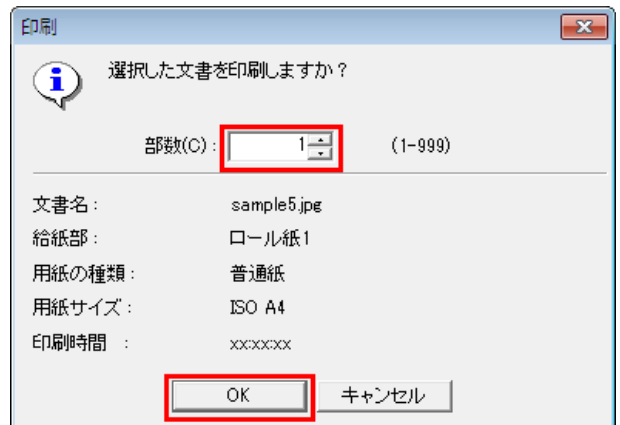 印刷
選択した文書を印刷しますか？
部数(C)： 1 (1-999)
文書名： sample5.jpg
給紙部： ロール紙1
用紙の種類： 普通紙
用紙サイズ： ISO A4
印刷時間 ： xx:xx:xx
OK キャンセル